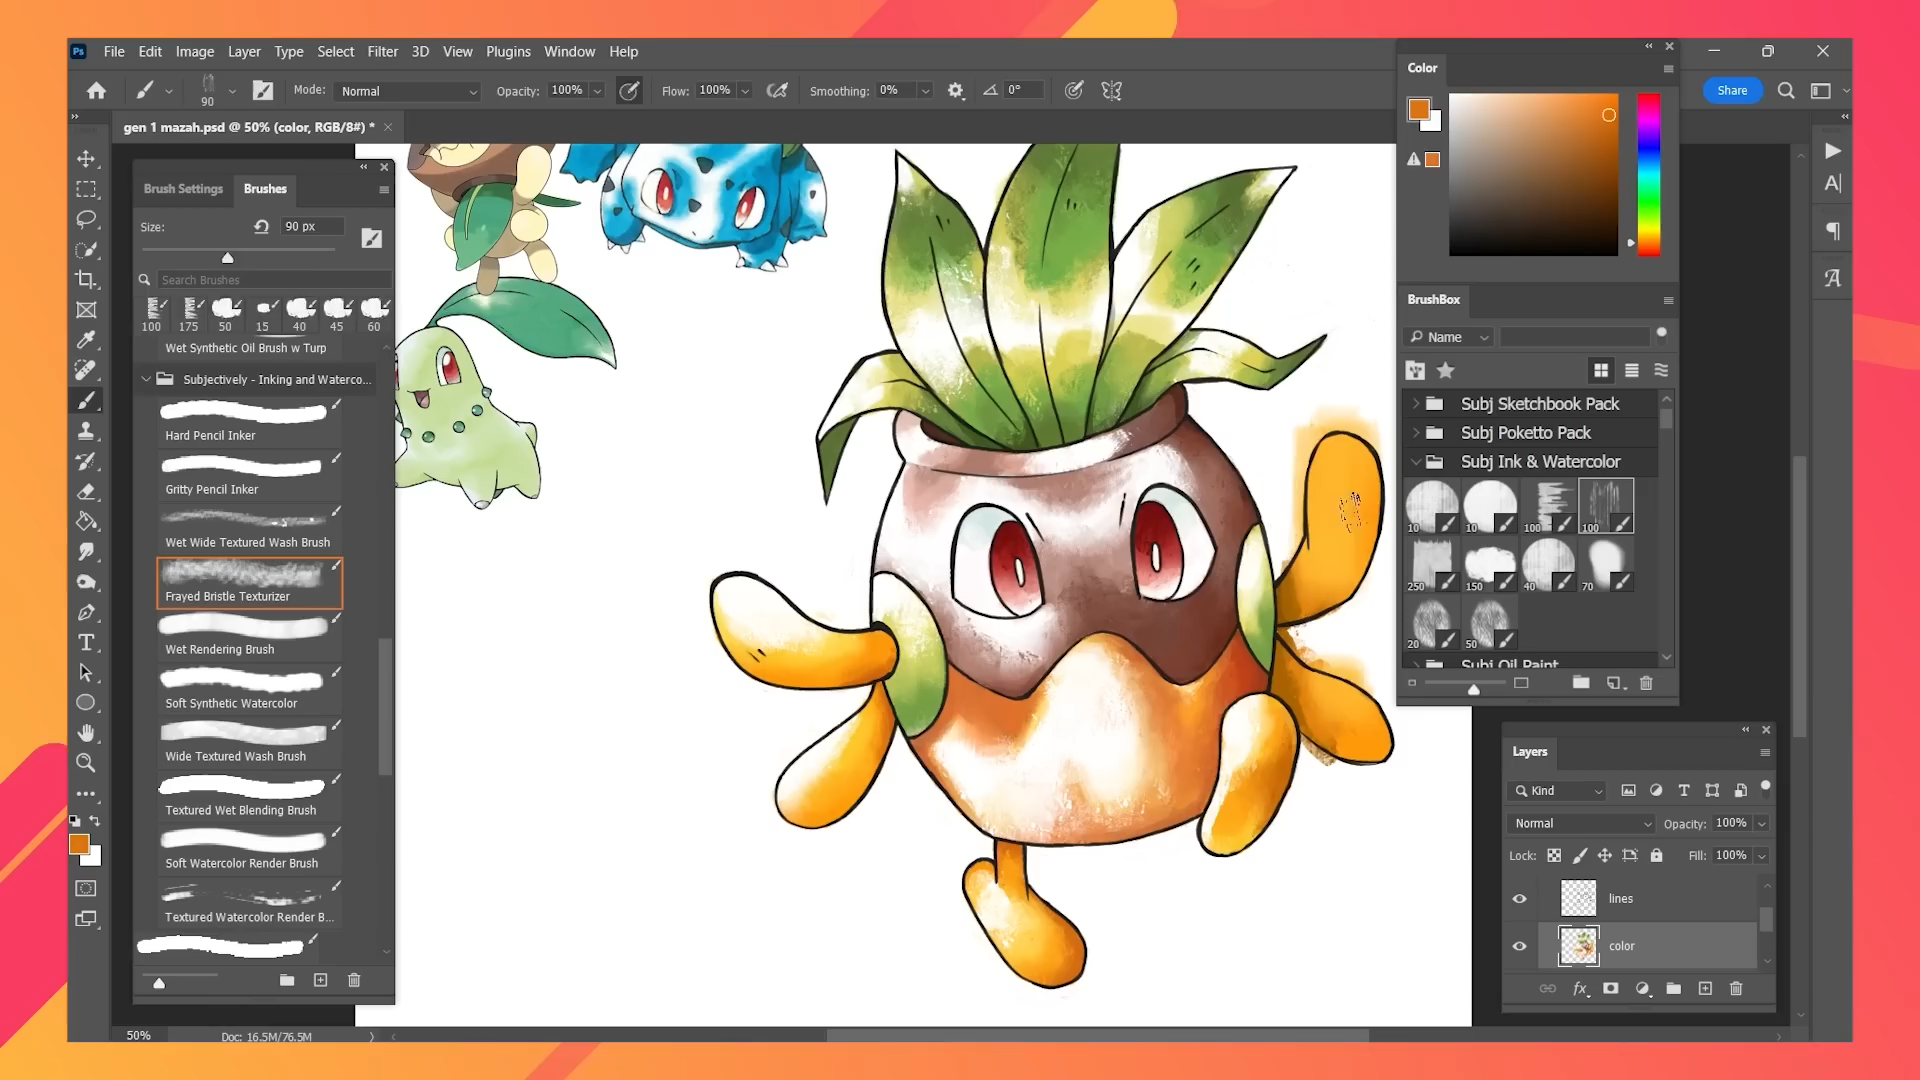 Ps File Edit Image Layer Type Select Filter 3D View Plugins Window Help
90 Mode: Normal Opacity: 100% Flow: 100% Smoothing: 0% 0° Share
gen 1 mazah.psd @ 50% (color, RGB/8#) *
Brush Settings Brushes
Size: 90 px
Search Brushes
100 175 50 15 40 45 60
Wet Synthetic Oil Brush w Turp
Subjectively - Inking and Waterco...
Hard Pencil Inker
Gritty Pencil Inker
Wet Wide Textured Wash Brush
Frayed Bristle Texturizer
Wet Rendering Brush
Soft Synthetic Watercolor
Wide Textured Wash Brush
Textured Wet Blending Brush
Soft Watercolor Render Brush
Textured Watercolor Render B...
50% Doc: 16.5M/76.5M
Color
BrushBox
Name
Subj Sketchbook Pack
Subj Poketto Pack
Subj Ink & Watercolor
10 10 100 100
250 150 40 70
20 50
Subj Oil Paint
Layers
Kind
Normal Opacity: 100%
Lock: Fill: 100%
lines
color
fx